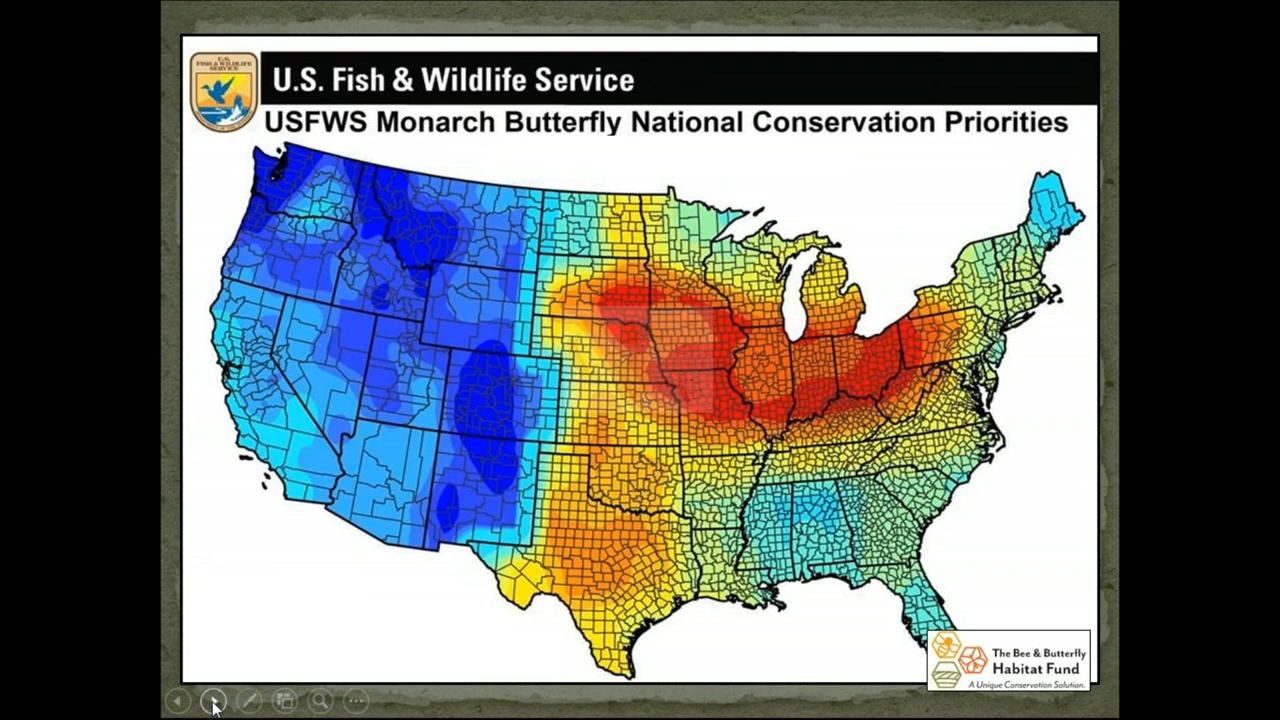 U.S.
FISH & WILDLIFE
SERVICE
U.S. Fish & Wildlife Service
USFWS Monarch Butterfly National Conservation Priorities
The Bee & Butterfly
Habitat Fund
A Unique Conservation Solution.